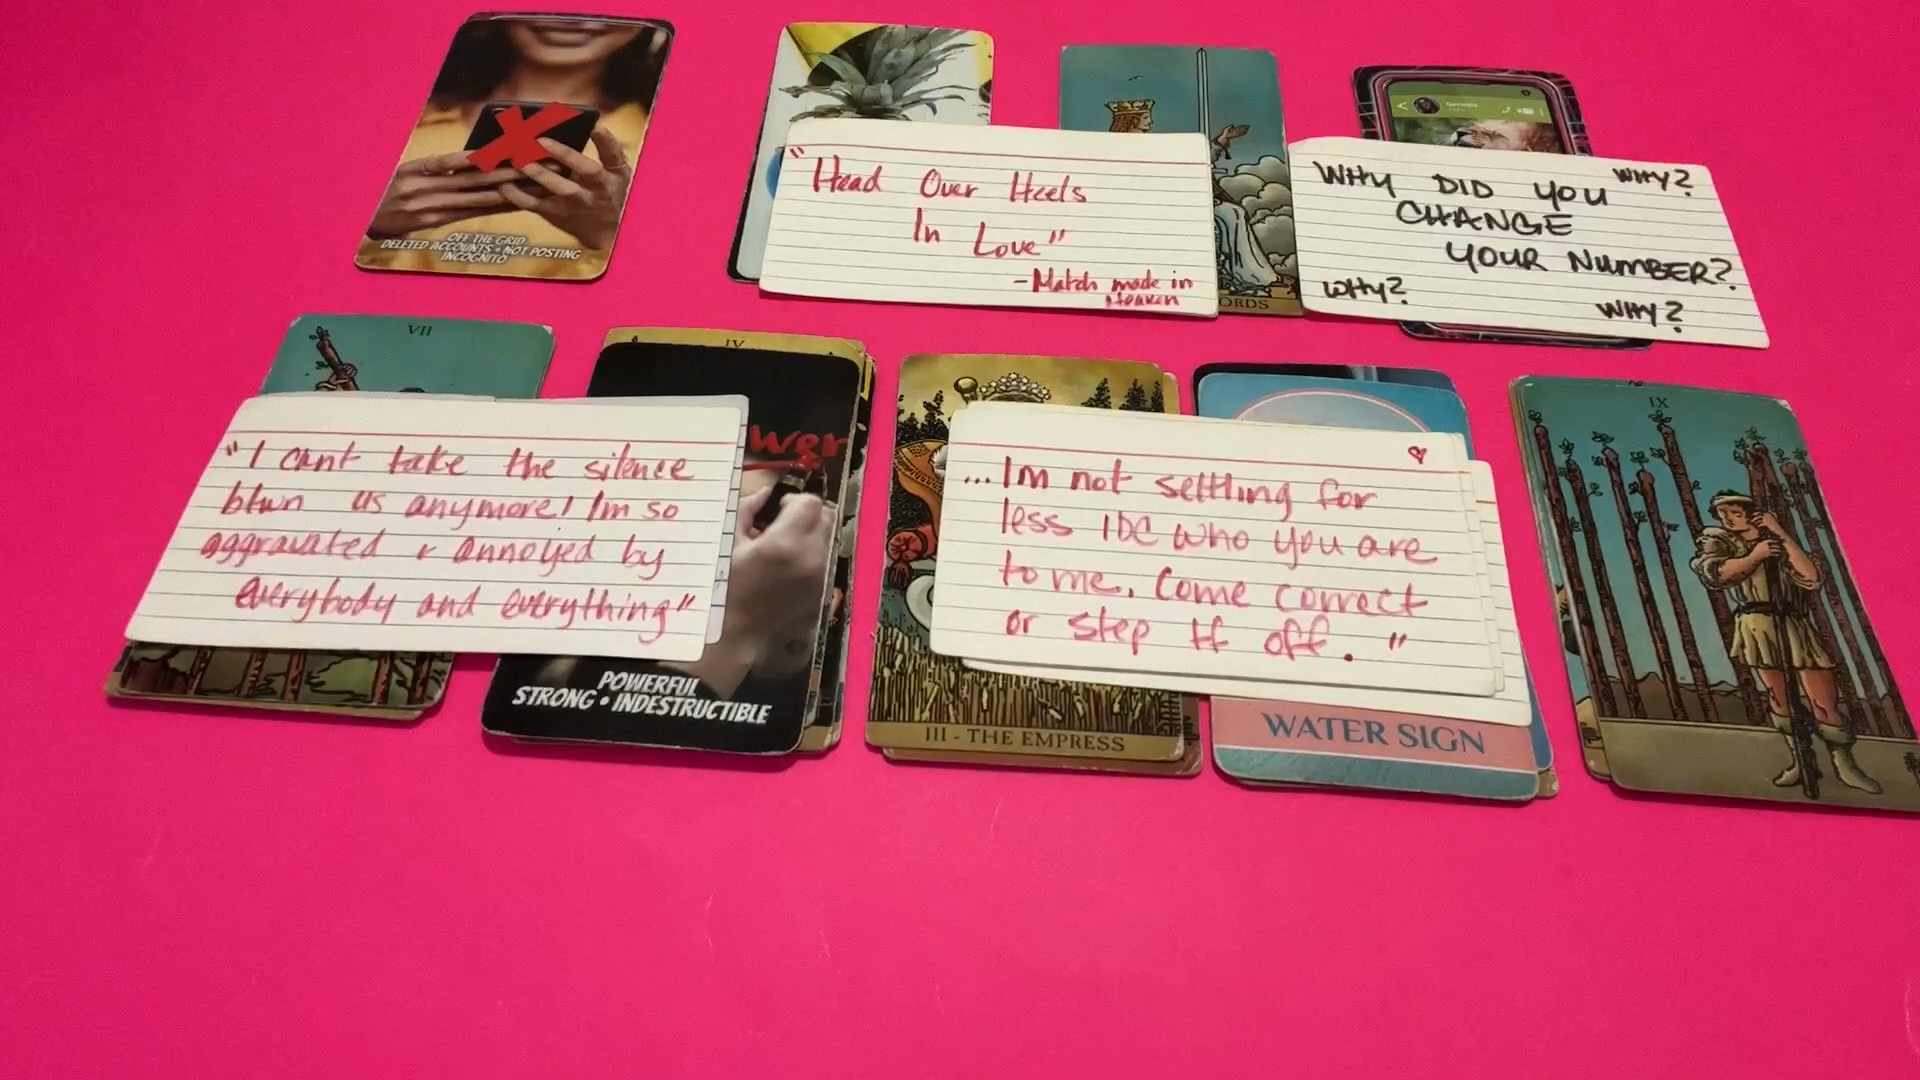 OFF THE GRID
DELETED ACCOUNTS • NOT POSTING
INCOGNITO
"Head Over Heels
In Love"
-Match made in
Heaven
ORDS
WHY DID YOU WHY?
CHANGE
YOUR NUMBER?
WHY?
WHY?
VII
"I cant take the silence
btwn us anymore! Im so
aggravated & annoyed by
everybody and everything"
IV
wer
POWERFUL
STRONG • INDESTRUCTIBLE
...Im not settling for
less IDC who you are
to me. Come correct
or step tf off."
III - THE EMPRESS
WATER SIGN
IX